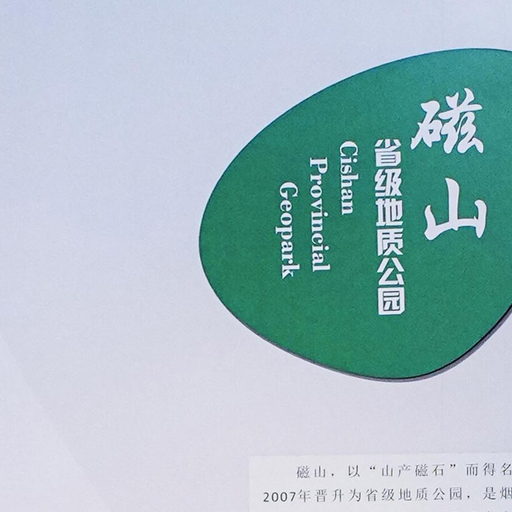 磁山
省级地质公园
Cishan
Provincial
Geopark
磁山，以“山产磁石”而得名
2007年晋升为省级地质公园，是烟